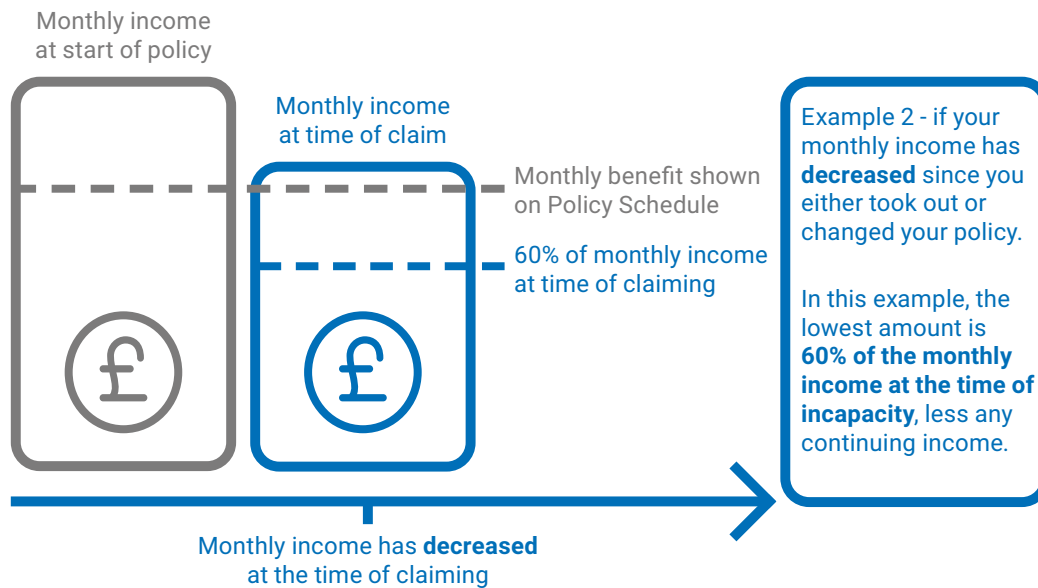 Monthly income
at start of policy
Monthly income
at time of claim
Monthly benefit shown
on Policy Schedule
60% of monthly income
at time of claiming
£
£
Monthly income has decreased
at the time of claiming
Example 2 - if your
monthly income has
decreased since you
either took out or
changed your policy.
In this example, the
lowest amount is
60% of the monthly
income at the time of
incapacity, less any
continuing income.